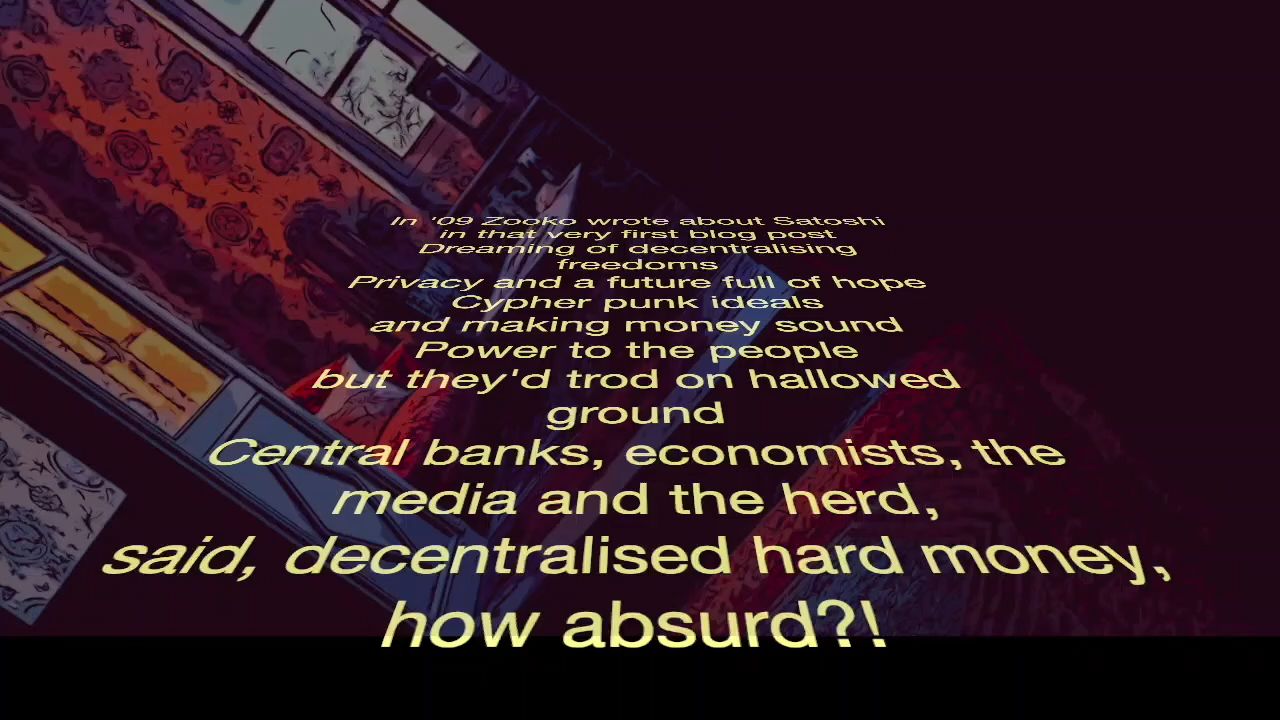 In '09 Zooko wrote about Satoshi
in that very first blog post
Dreaming of decentralising
freedoms
Privacy and a future full of hope
Cypher punk ideals
and making money sound
Power to the people
but they'd trod on hallowed
ground
Central banks, economists, the
media and the herd,
said, decentralised hard money,
how absurd?!